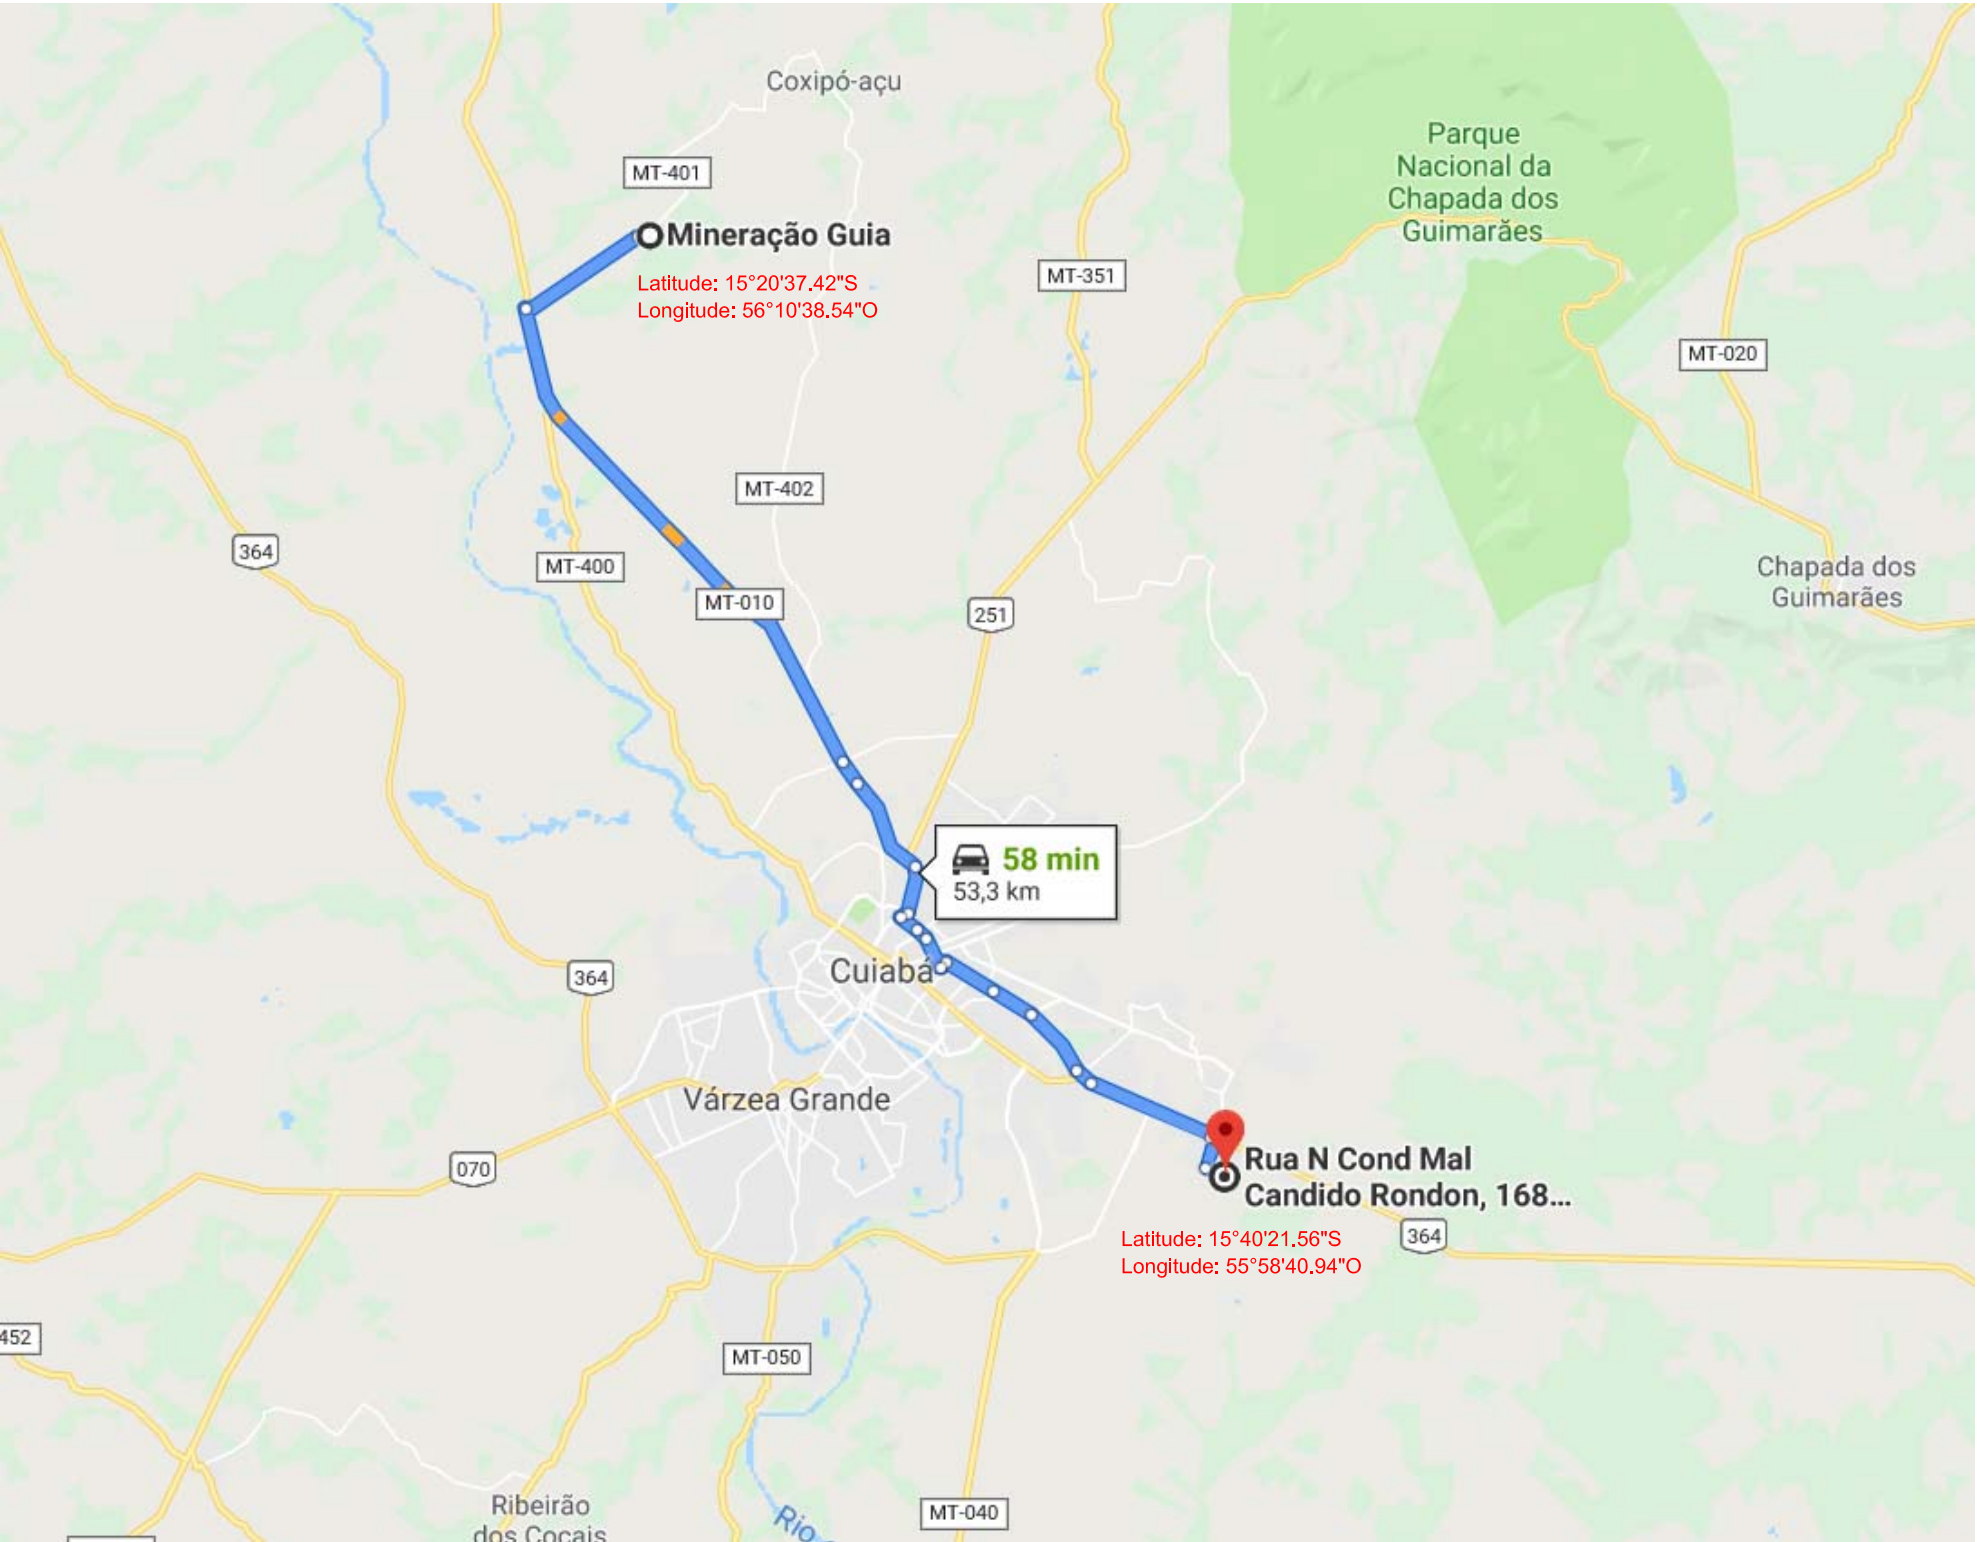 Coxipó-açu
Parque
Nacional da
Chapada dos
Guimarães
MT-401
Mineração Guia
Latitude: 15°20'37.42"S
Longitude: 56°10'38.54"O
MT-351
MT-020
MT-402
364
MT-400
MT-010
251
Chapada dos
Guimarães
58 min
53,3 km
Cuiabá
364
Várzea Grande
070
Rua N Cond Mal
Candido Rondon, 168...
Latitude: 15°40'21.56"S
Longitude: 55°58'40.94"O
364
452
MT-050
Ribeirão
dos Cocais
MT-040
Rio